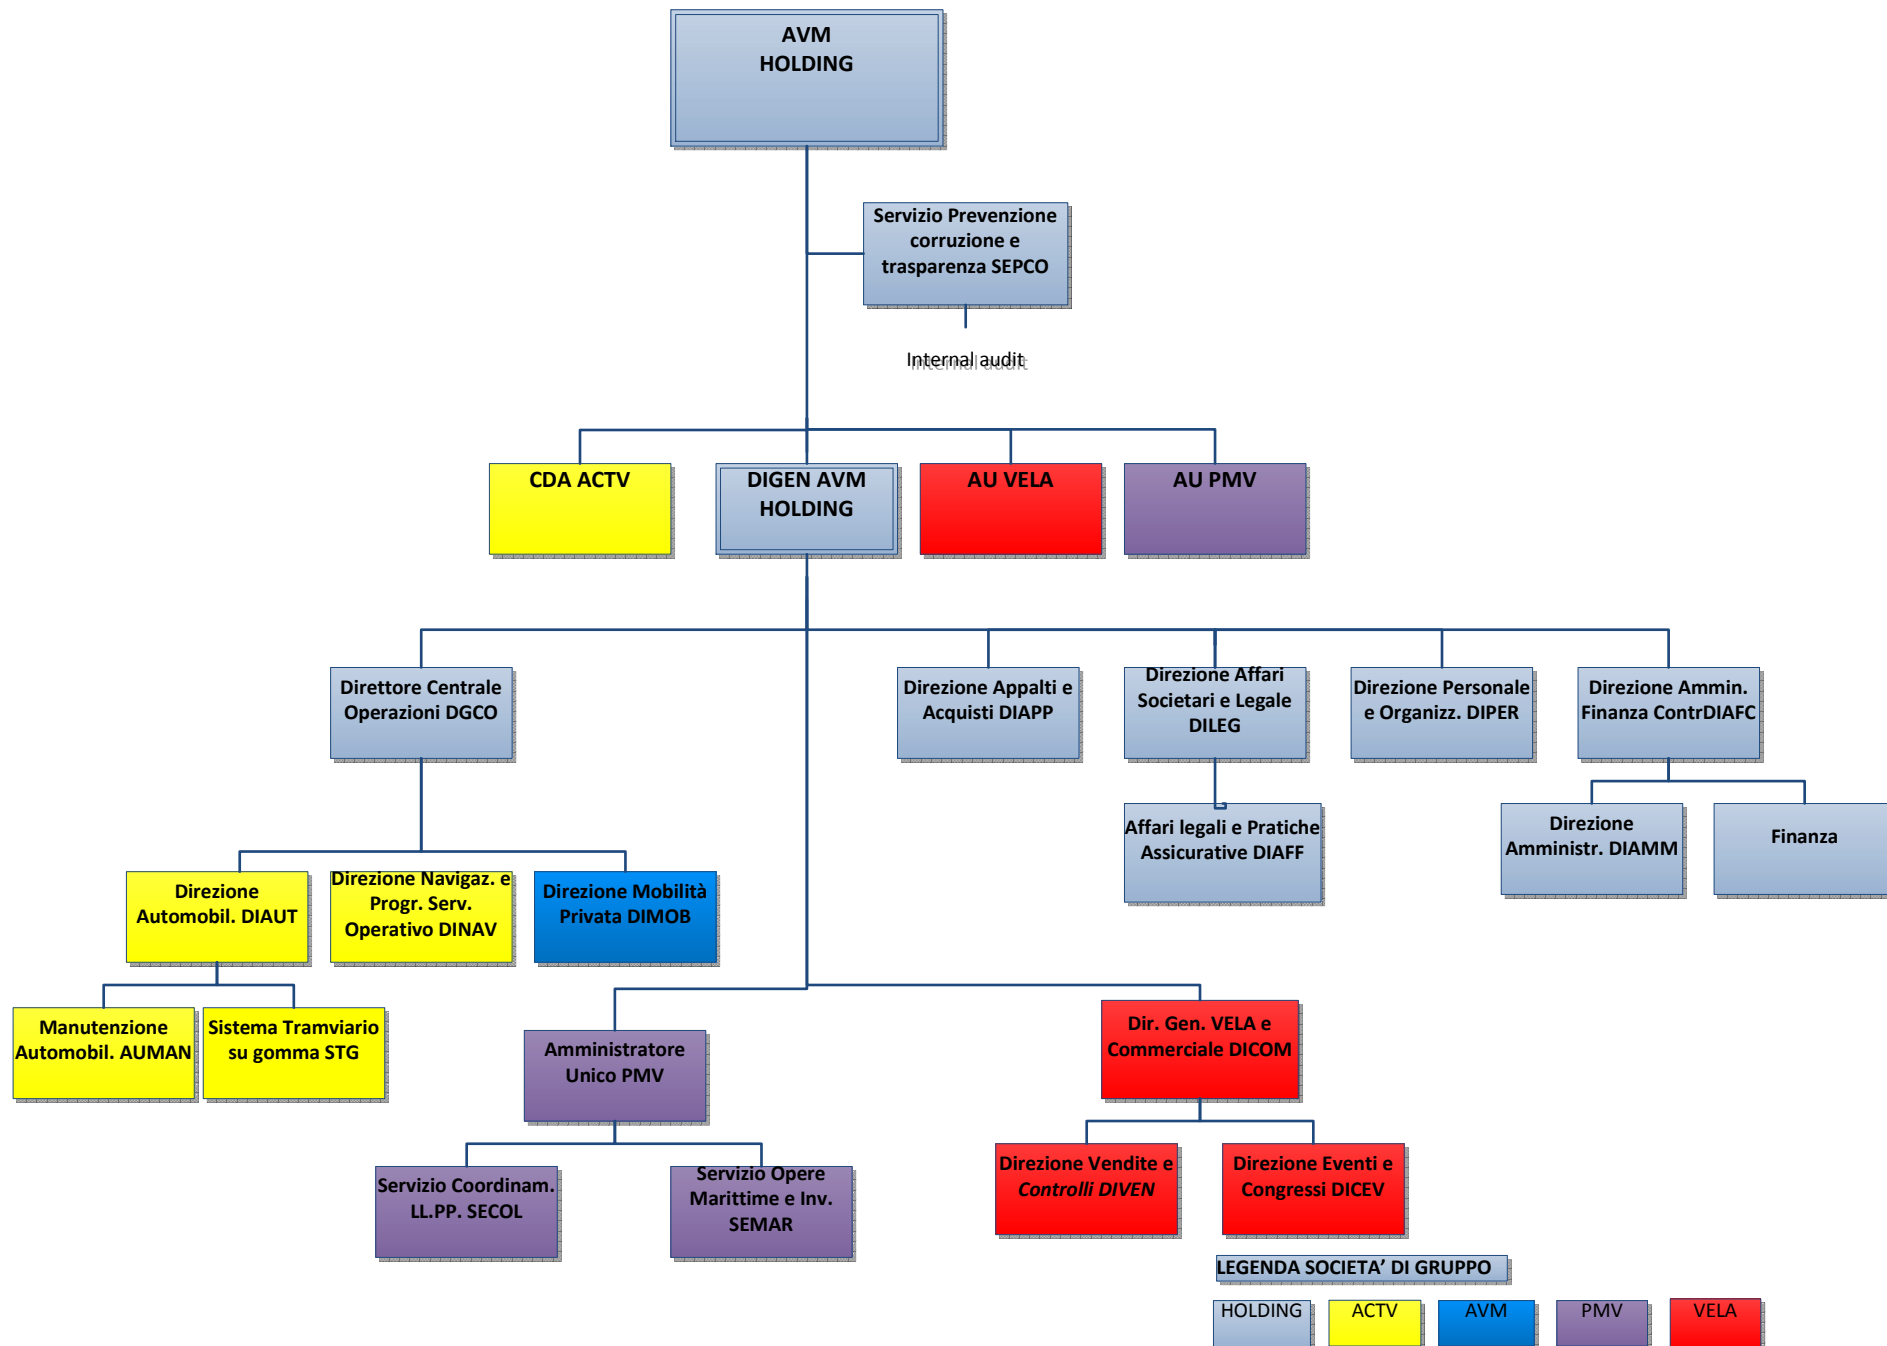 AVM
HOLDING
Servizio Prevenzione
corruzione e
trasparenza SEPCO
Internal audit
CDA ACTV
DIGEN AVM
HOLDING
AU VELA
AU PMV
Direttore Centrale
Operazioni DGCO
Direzione Appalti e
Acquisti DIAPP
Direzione Affari
Societari e Legale
DILEG
Direzione Personale
e Organizz. DIPER
Direzione Ammin.
Finanza ContrDIAFC
Affari legali e Pratiche
Assicurative DIAFF
Direzione
Amministr. DIAMM
Finanza
Direzione
Automobil. DIAUT
Direzione Navigaz. e
Progr. Serv.
Operativo DINAV
Direzione Mobilità
Privata DIMOB
Manutenzione
Automobil. AUMAN
Sistema Tramviario
su gomma STG
Amministratore
Unico PMV
Dir. Gen. VELA e
Commerciale DICOM
Servizio Coordinam.
LL.PP. SECOL
Servizio Opere
Marittime e Inv.
SEMAR
Direzione Vendite e
Controlli DIVEN
Direzione Eventi e
Congressi DICEV
LEGENDA SOCIETA’ DI GRUPPO
HOLDING
ACTV
AVM
PMV
VELA